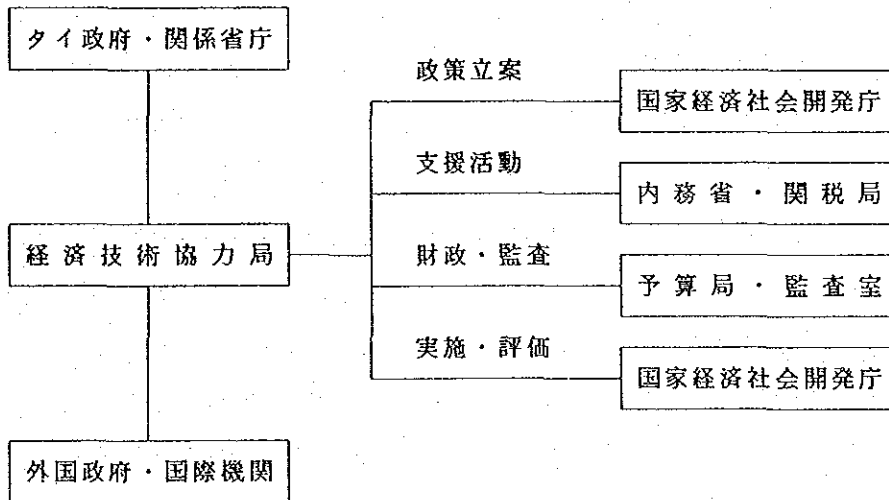 タイ政府・関係省庁
政策立案
国家経済社会開発庁
支援活動
内務省・関税局
経済技術協力局
財政・監査
予算局・監査室
実施・評価
国家経済社会開発庁
外国政府・国際機関